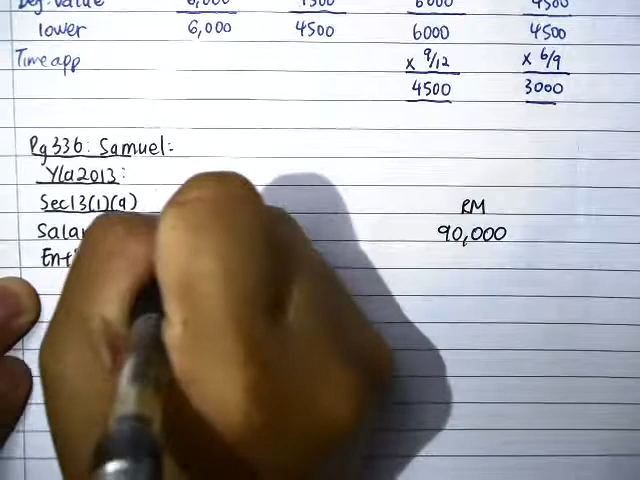 lower 6,000 4500 6000 4500
Time app x 9/12 x 6/9
4500 3000
Pg336: Samuel:
Y/a2013:
Sec13(1)(a) RM
90,000